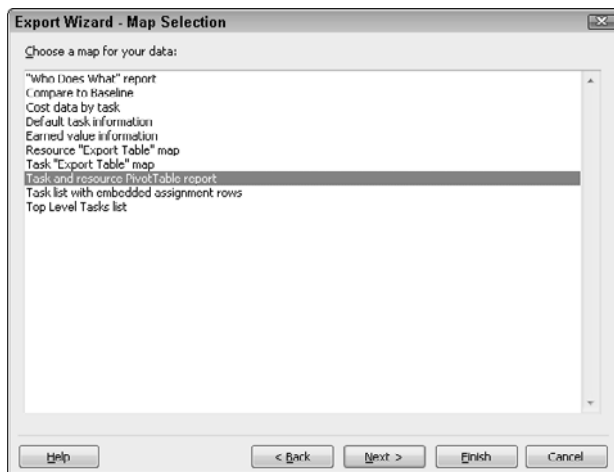 Export Wizard - Map Selection
Choose a map for your data:
"Who Does What" report
Compare to Baseline
Cost data by task
Default task information
Earned value information
Resource "Export Table" map
Task "Export Table" map
Task and resource PivotTable report
Task list with embedded assignment rows
Top Level Tasks list
Help
< Back
Next >
Finish
Cancel